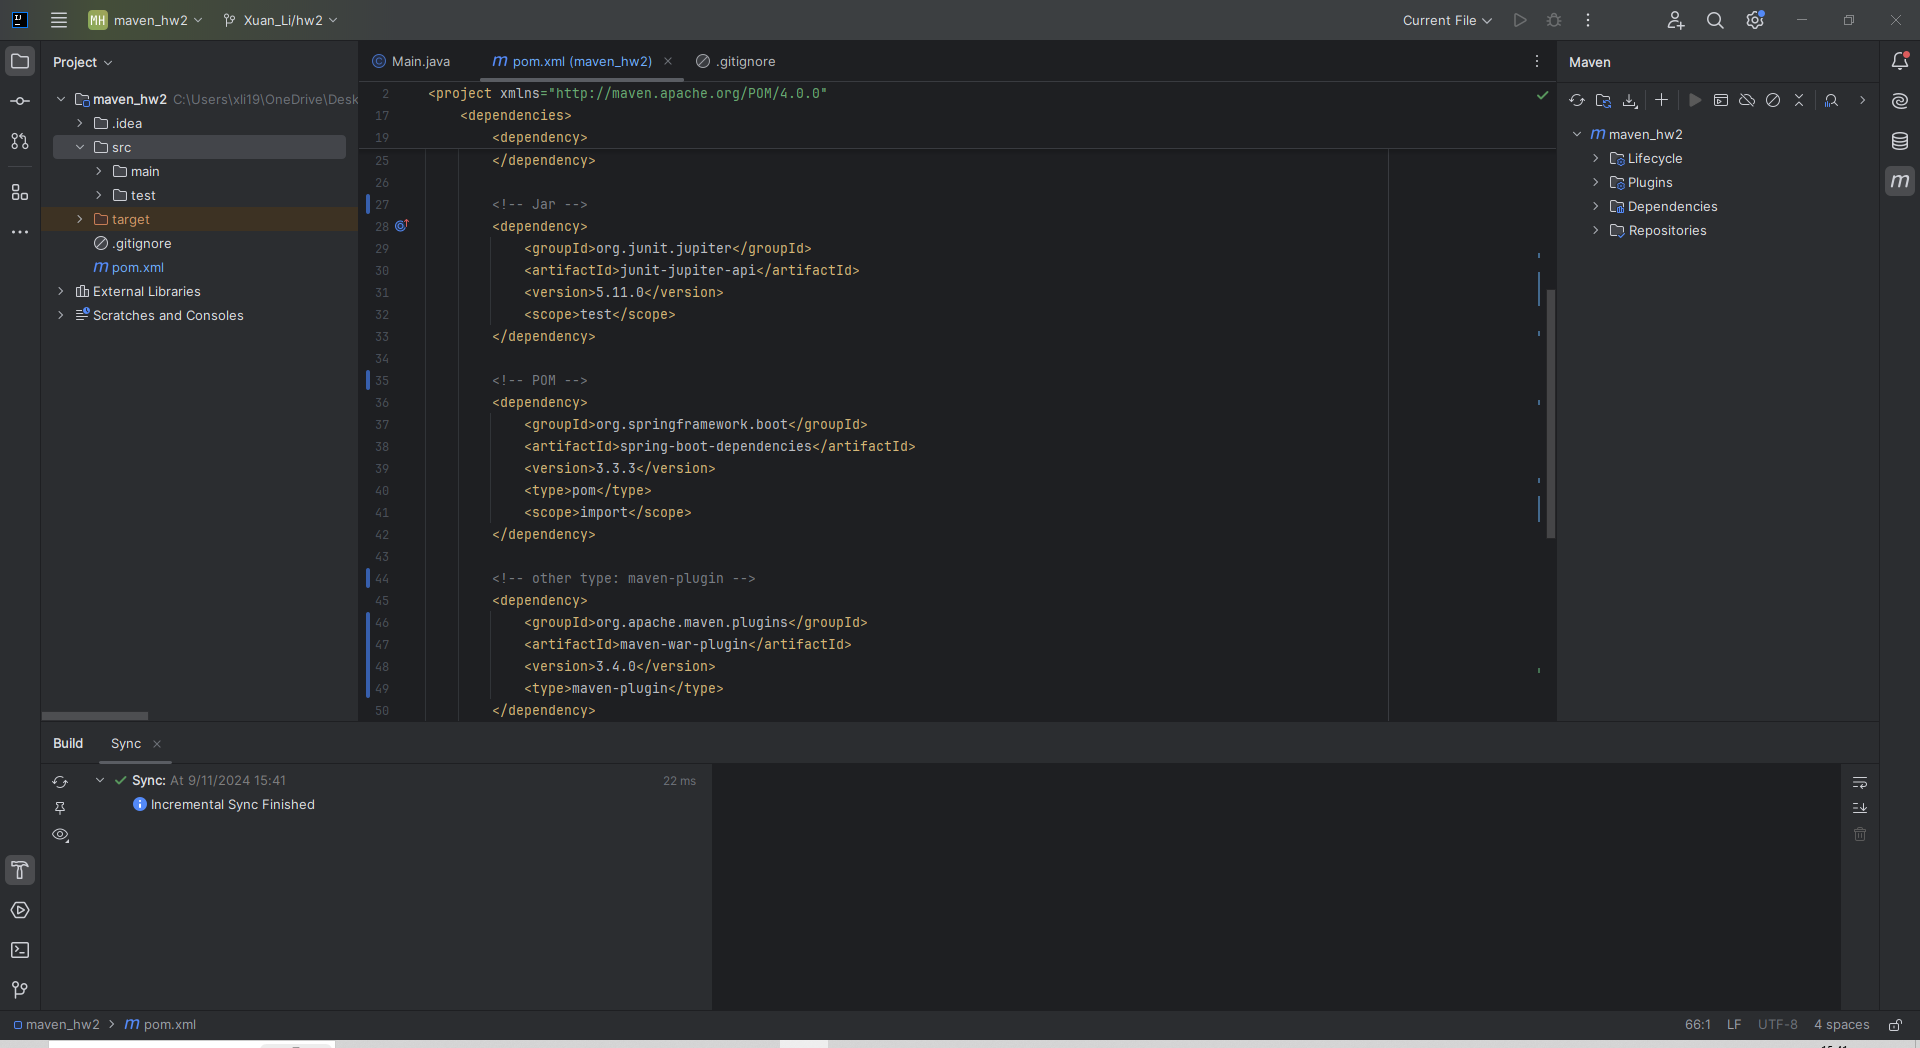 MH maven_hw2 Xuan_Li/hw2 Current File
Project
Main.java pom.xml (maven_hw2) .gitignore
Maven
maven_hw2 C:\Users\xli19\OneDrive\Desk
.idea
src
main
test
target
.gitignore
pom.xml
External Libraries
Scratches and Consoles
2 <project xmlns="http://maven.apache.org/POM/4.0.0"
17 <dependencies>
19 <dependency>
25 </dependency>
26
27 <!-- Jar -->
28 <dependency>
29 <groupId>org.junit.jupiter</groupId>
30 <artifactId>junit-jupiter-api</artifactId>
31 <version>5.11.0</version>
32 <scope>test</scope>
33 </dependency>
34
35 <!-- POM -->
36 <dependency>
37 <groupId>org.springframework.boot</groupId>
38 <artifactId>spring-boot-dependencies</artifactId>
39 <version>3.3.3</version>
40 <type>pom</type>
41 <scope>import</scope>
42 </dependency>
43
44 <!-- other type: maven-plugin -->
45 <dependency>
46 <groupId>org.apache.maven.plugins</groupId>
47 <artifactId>maven-war-plugin</artifactId>
48 <version>3.4.0</version>
49 <type>maven-plugin</type>
50 </dependency>
maven_hw2
Lifecycle
Plugins
Dependencies
Repositories
Build Sync
Sync: At 9/11/2024 15:41 22 ms
Incremental Sync Finished
maven_hw2 pom.xml 66:1 LF UTF-8 4 spaces